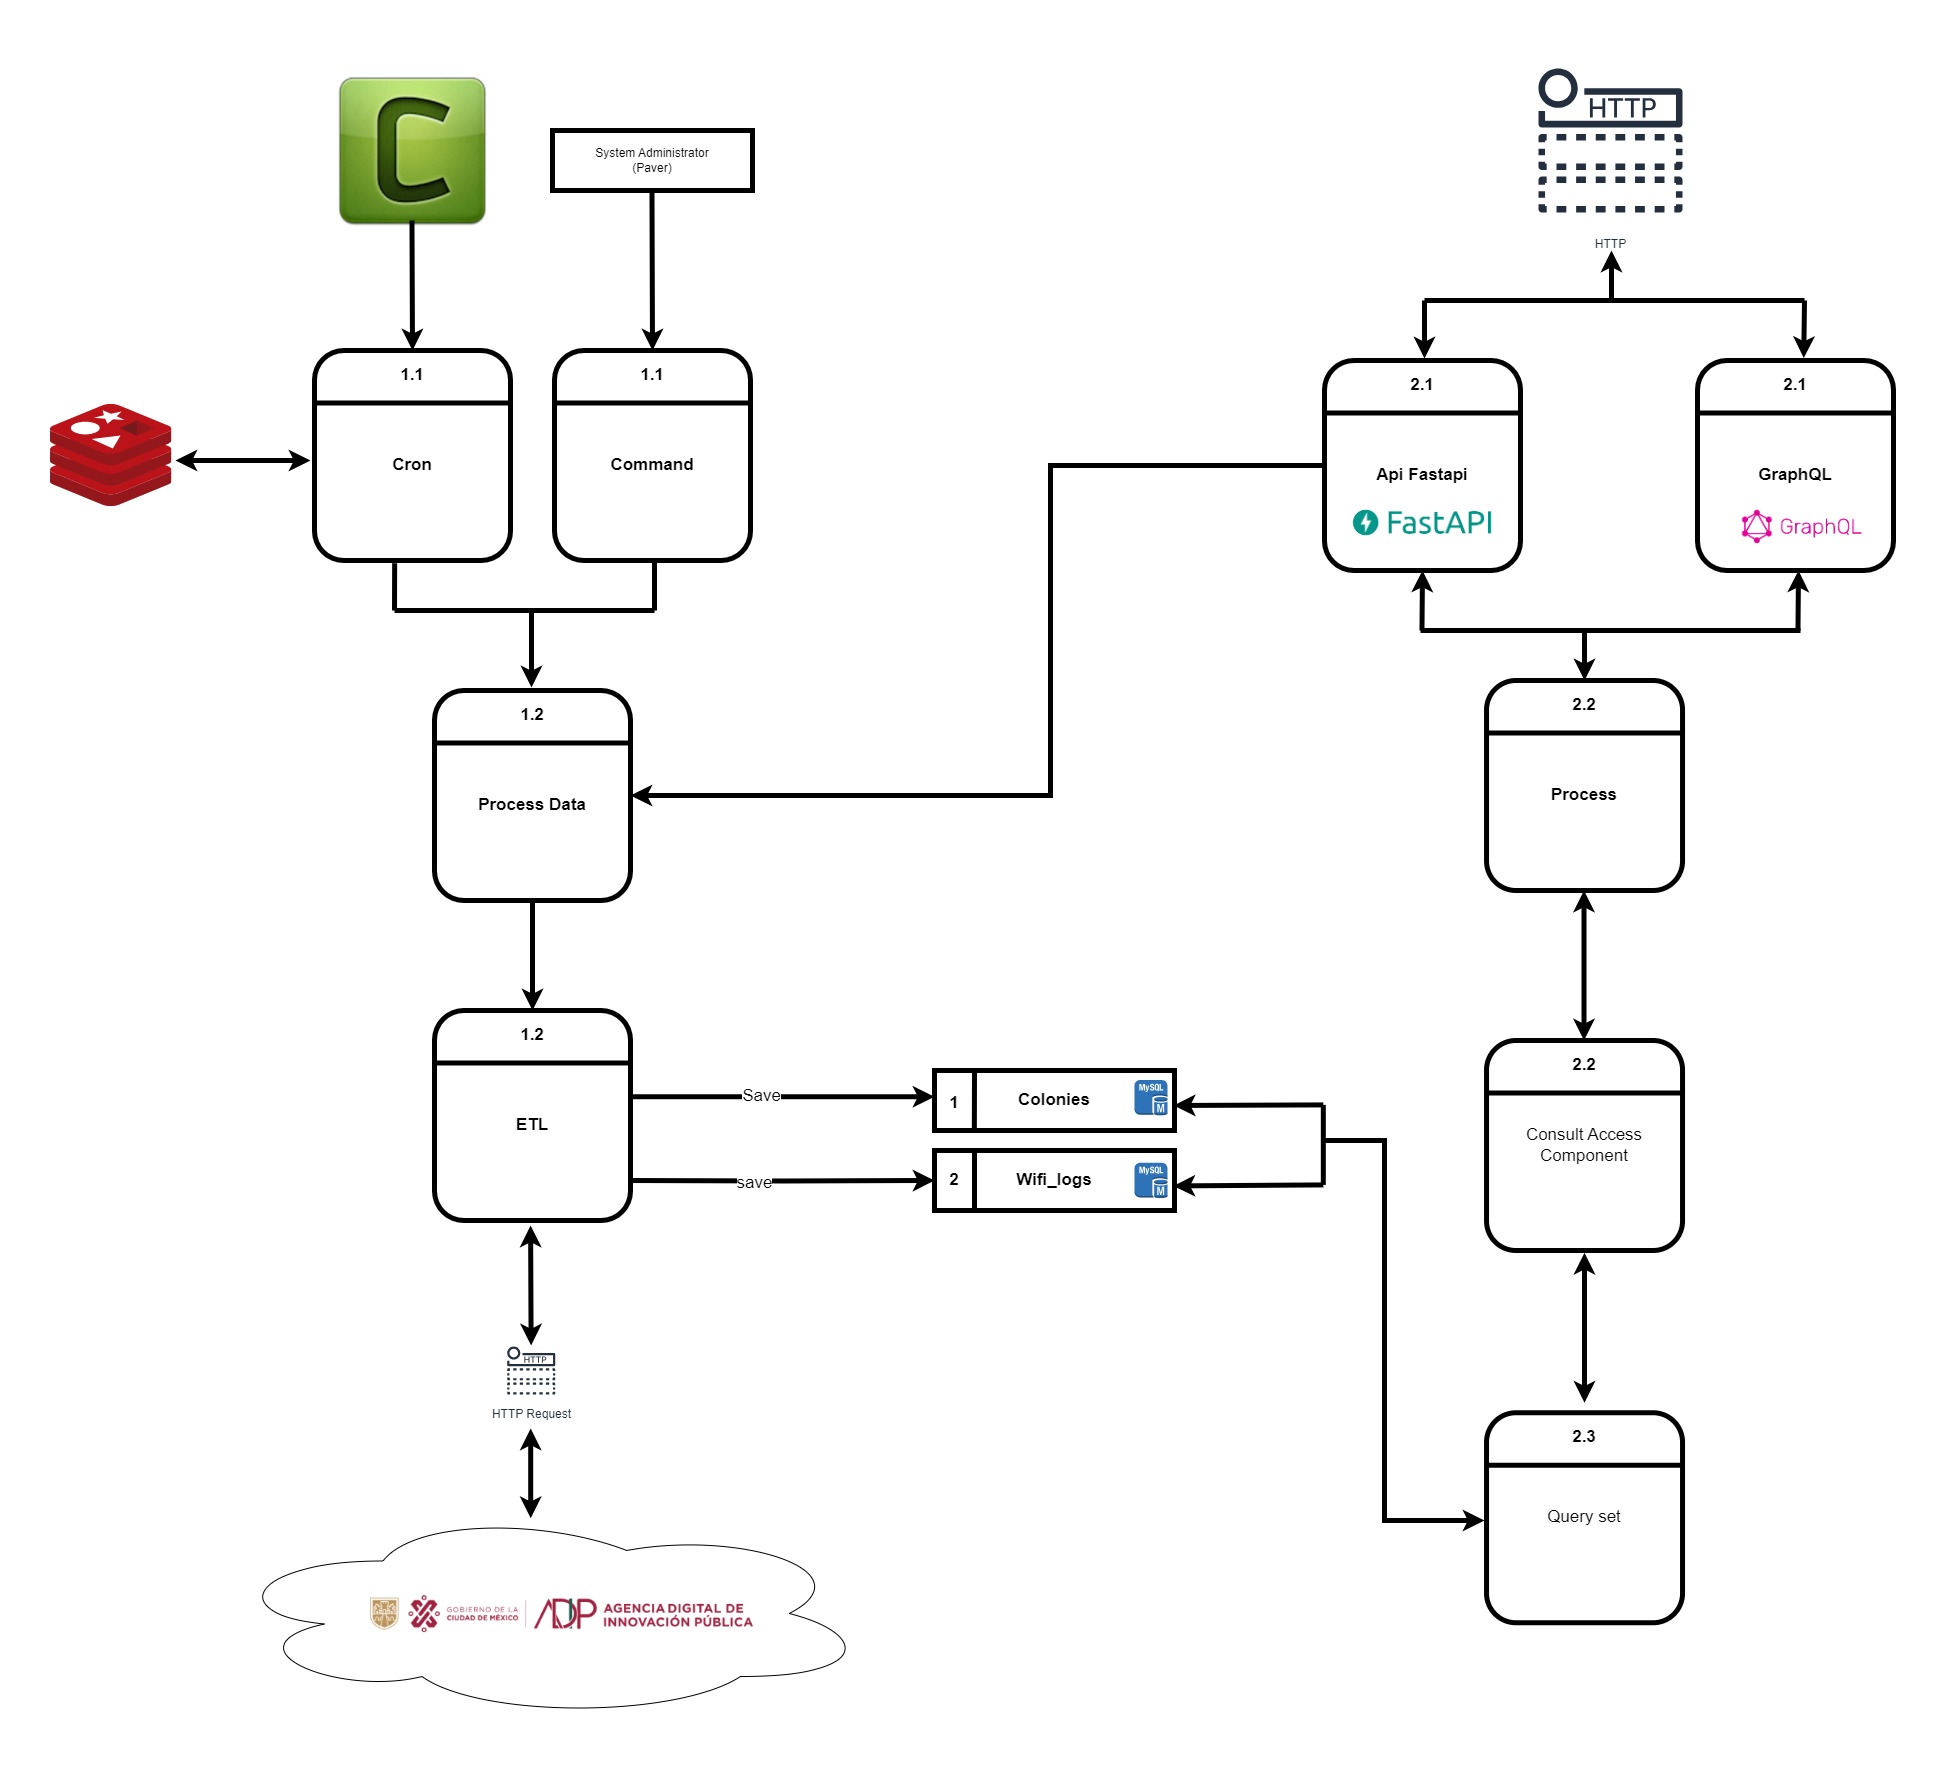 C
System Administrator
(Paver)
HTTP
HTTP
1.1
Cron
1.1
Command
2.1
Api Fastapi
FastAPI
2.1
GraphQL
GraphQL
1.2
Process Data
2.2
Process
1.2
ETL
Save
save
1
Colonies
MySQL
M
2
Wifi_logs
MySQL
M
2.2
Consult Access
Component
HTTP
HTTP Request
2.3
Query set
GOBIERNO DE LA
CIUDAD DE MÉXICO
ADIP
AGENCIA DIGITAL DE
INNOVACIÓN PÚBLICA